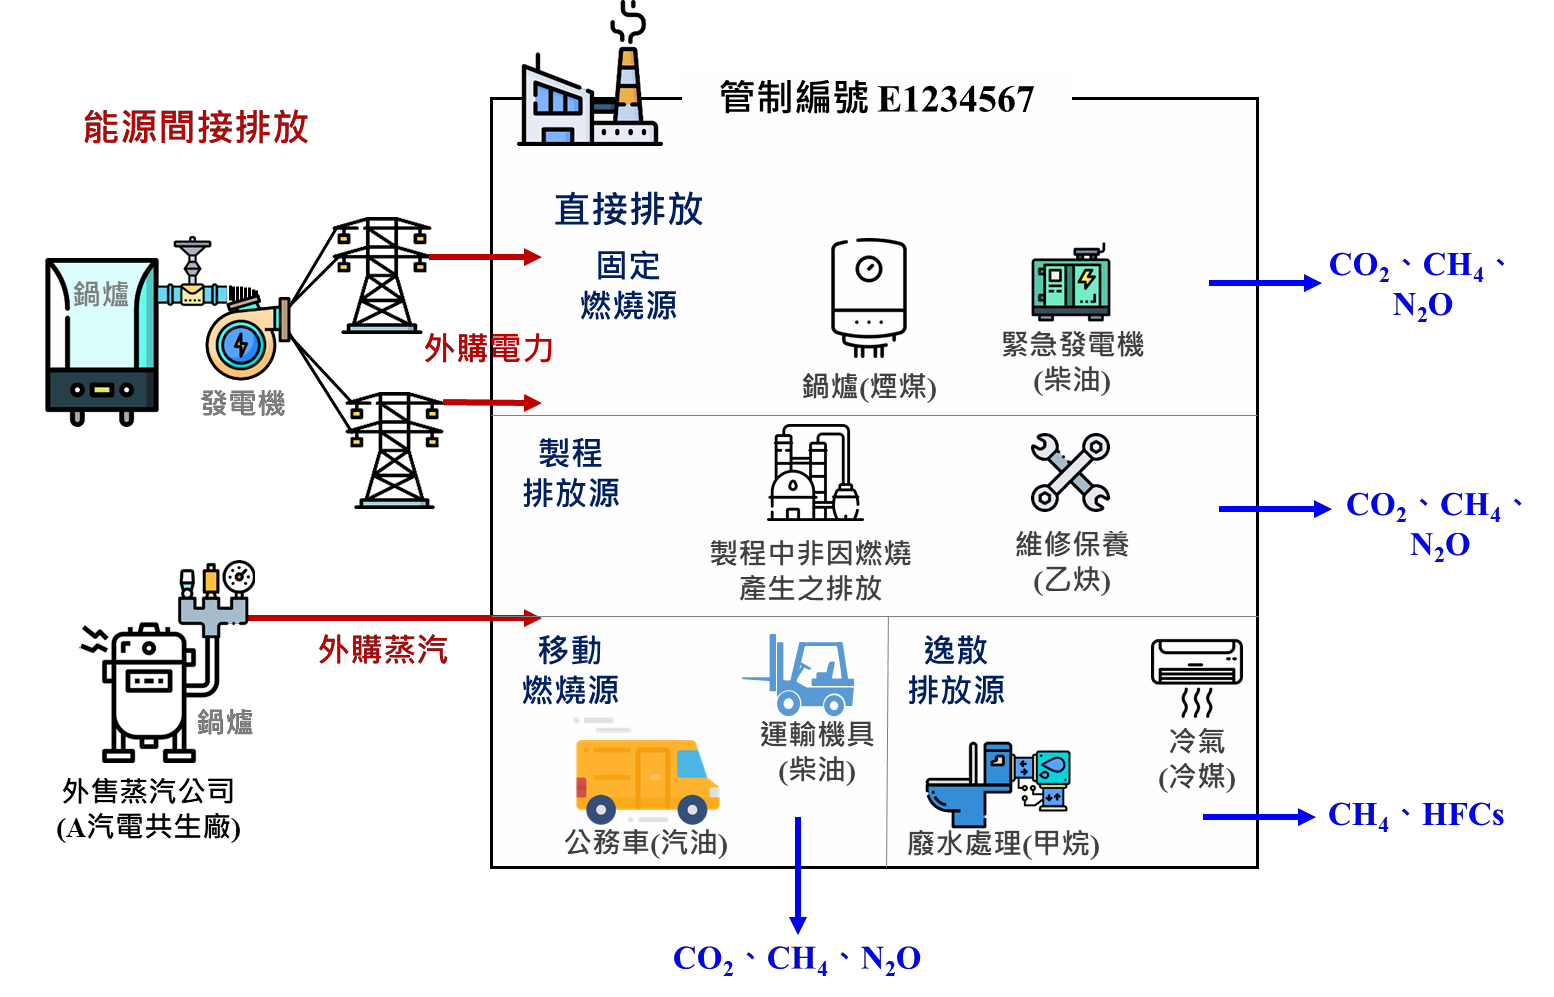 管制編號 E1234567
能源間接排放
鍋爐
發電機
外購電力
外購蒸汽
鍋爐
外售蒸汽公司
(A汽電共生廠)
直接排放
固定
燃燒源
鍋爐(煙煤)
緊急發電機
(柴油)
CO₂、CH₄、
N₂O
製程
排放源
製程中非因燃燒
產生之排放
維修保養
(乙炔)
CO₂、CH₄、
N₂O
移動
燃燒源
運輸機具
(柴油)
公務車(汽油)
CO₂、CH₄、N₂O
逸散
排放源
冷氣
(冷媒)
廢水處理(甲烷)
CH₄、HFCs